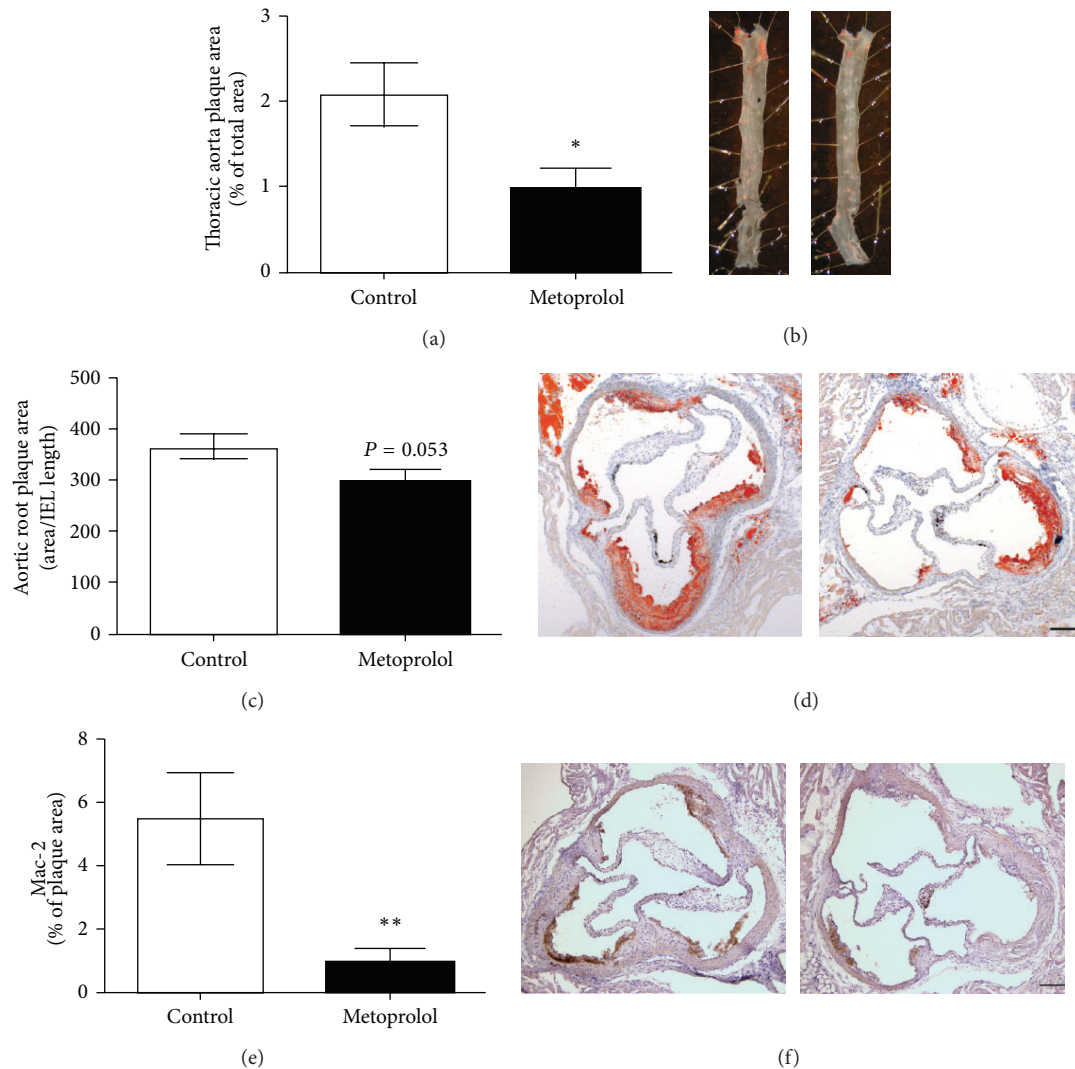 Thoracic aorta plaque area
(% of total area)
3
2
1
0
*
Control
Metoprolol
(a)
(b)
Aortic root plaque area
(area/IEL length)
500
400
300
200
100
0
P = 0.053
Control
Metoprolol
(c)
(d)
Mac-2
(% of plaque area)
8
6
4
2
0
**
Control
Metoprolol
(e)
(f)